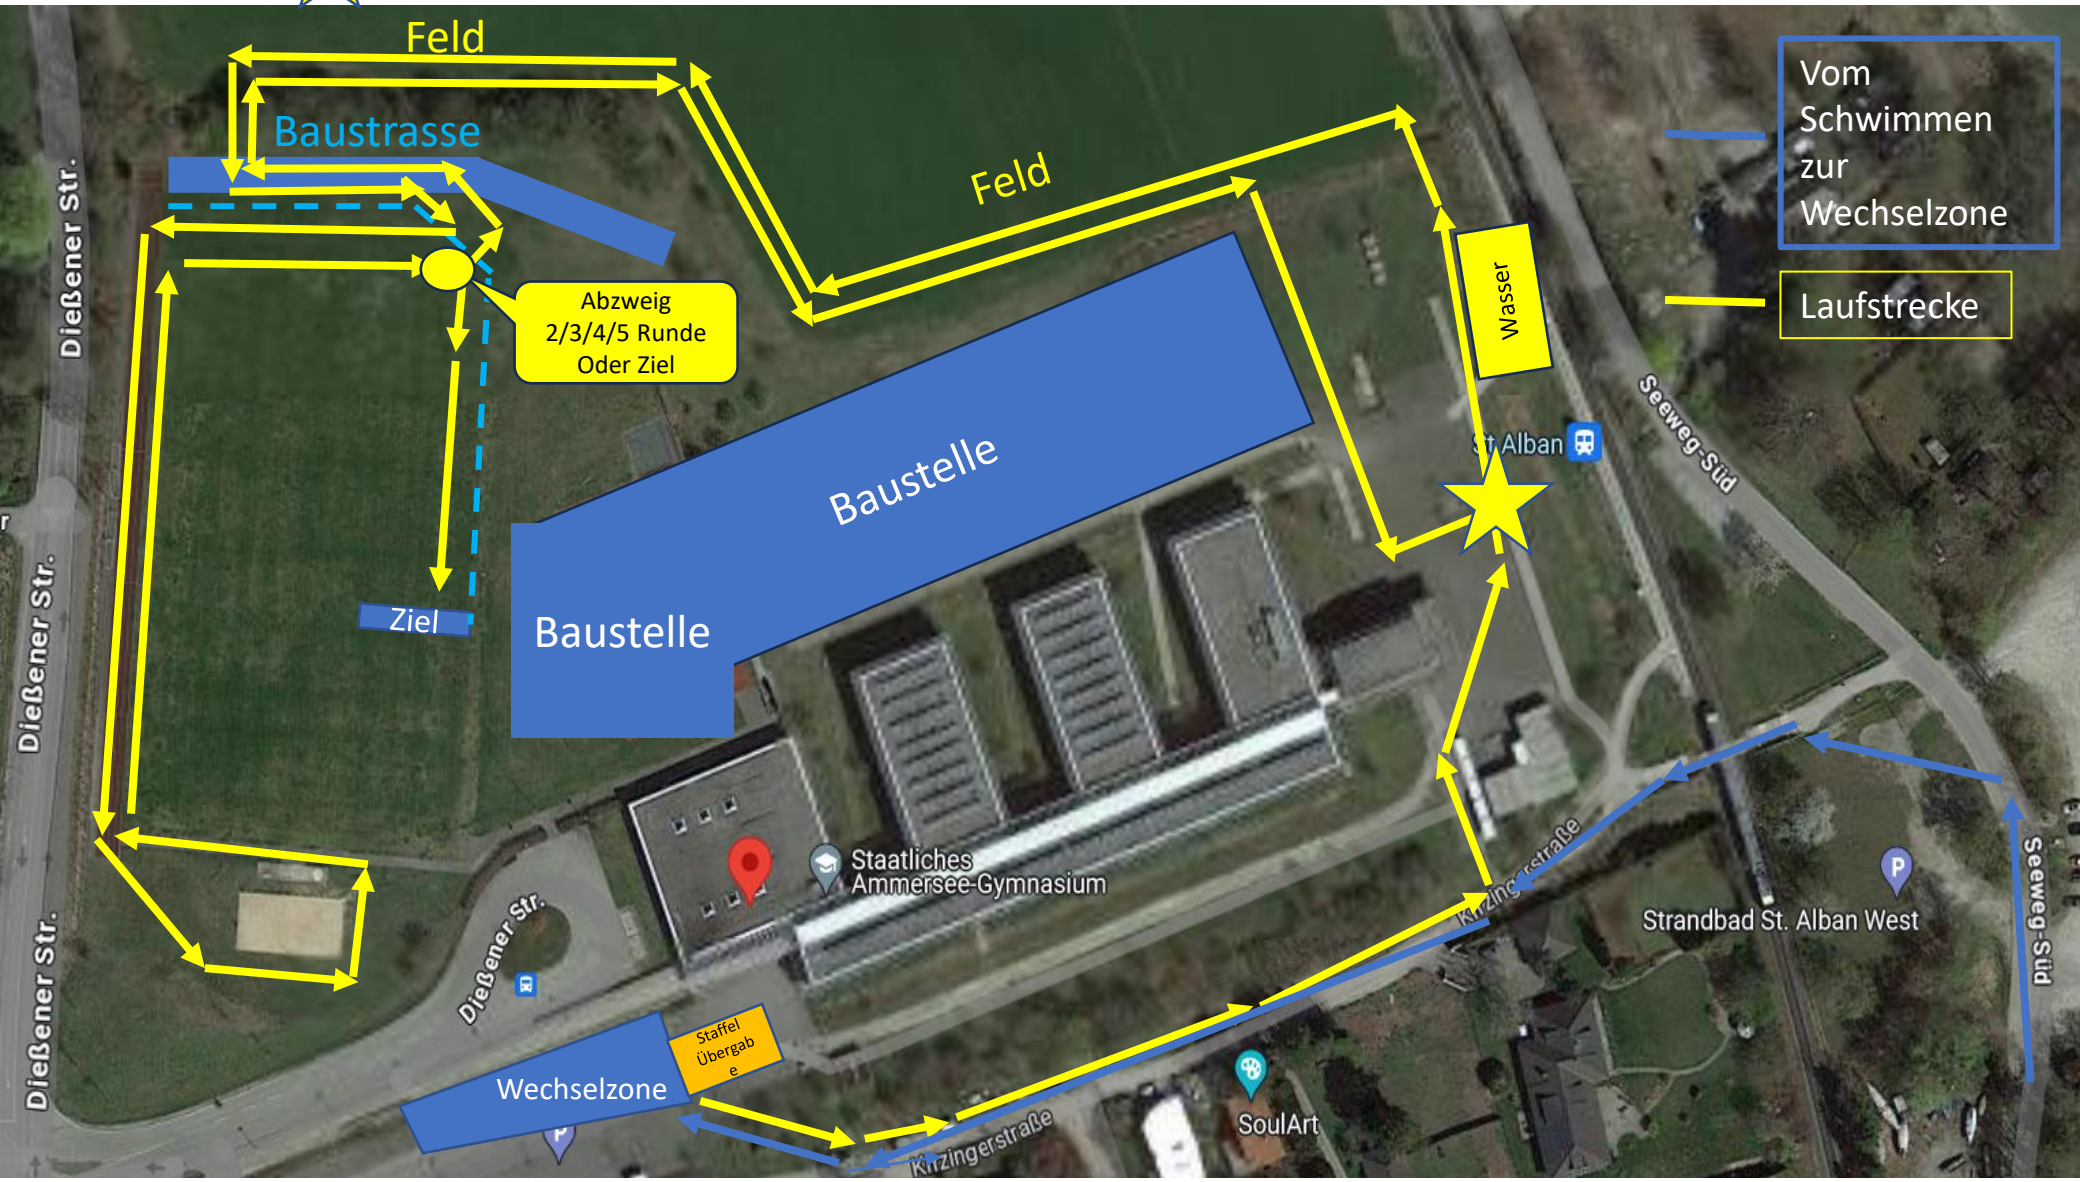 Feld
Baustrasse
Feld
Vom
Schwimmen
zur
Wechselzone
Laufstrecke
Dießener Str.
Abzweig
2/3/4/5 Runde
Oder Ziel
Wasser
St Alban
Seeweg-Süd
Baustelle
Baustelle
Ziel
r
Dießener Str.
Staatliches
Ammersee-Gymnasium
Kitzingerstraße
P
Strandbad St. Alban West
Seeweg-Süd
Dießener Str.
Dießener Str.
Staffel
Übergab
e
Wechselzone
P
SoulArt
Kitzingerstraße